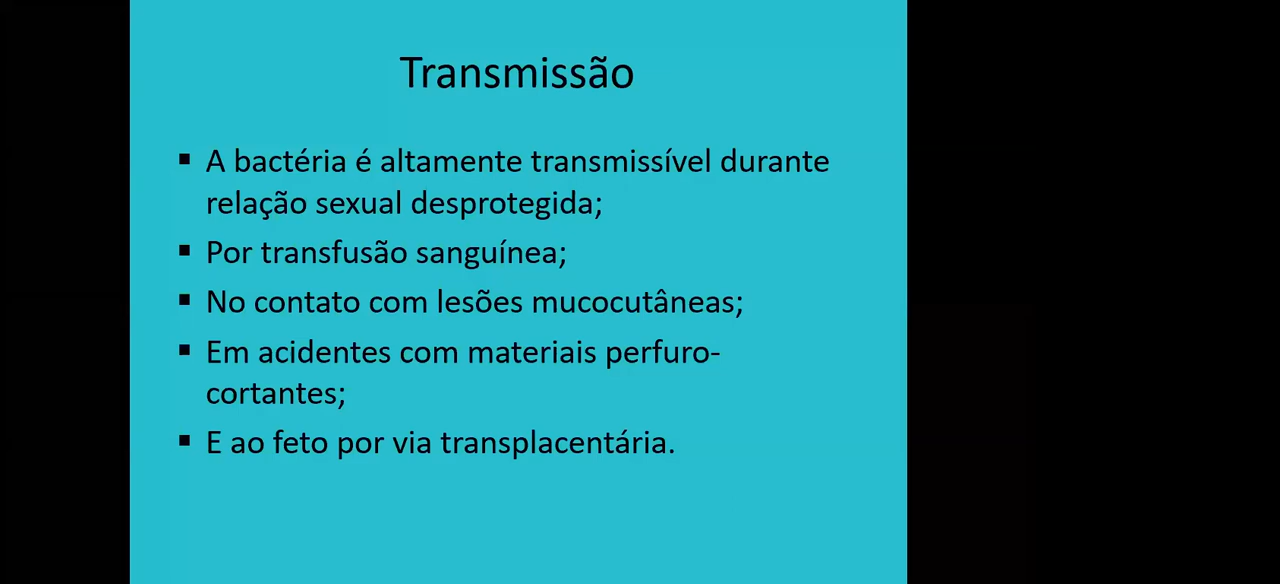 Transmissão
▪ A bactéria é altamente transmissível durante
relação sexual desprotegida;
▪ Por transfusão sanguínea;
▪ No contato com lesões mucocutâneas;
▪ Em acidentes com materiais perfuro-
cortantes;
▪ E ao feto por via transplacentária.